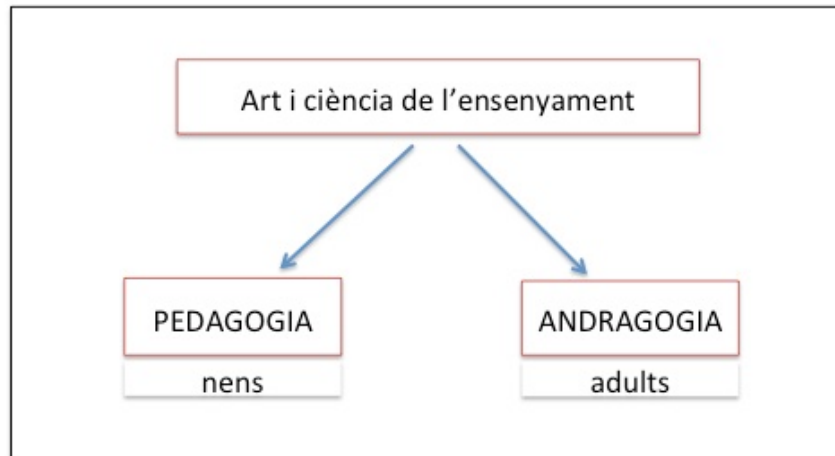 Art i ciència de l’ensenyament
PEDAGOGIA
nens
ANDRAGOGIA
adults